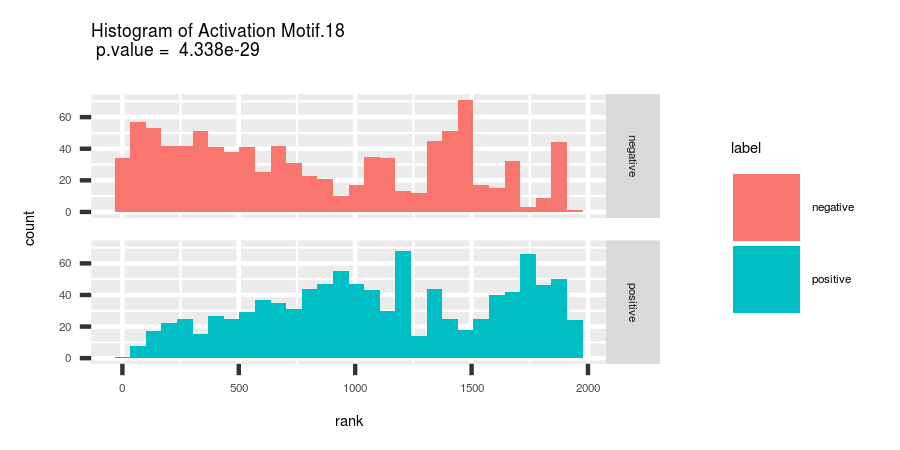 Histogram of Activation Motif.18
p.value = 4.338e-29
count
60
40
20
0
negative
60
40
20
0
positive
0 500 1000 1500 2000
rank
label
negative
positive